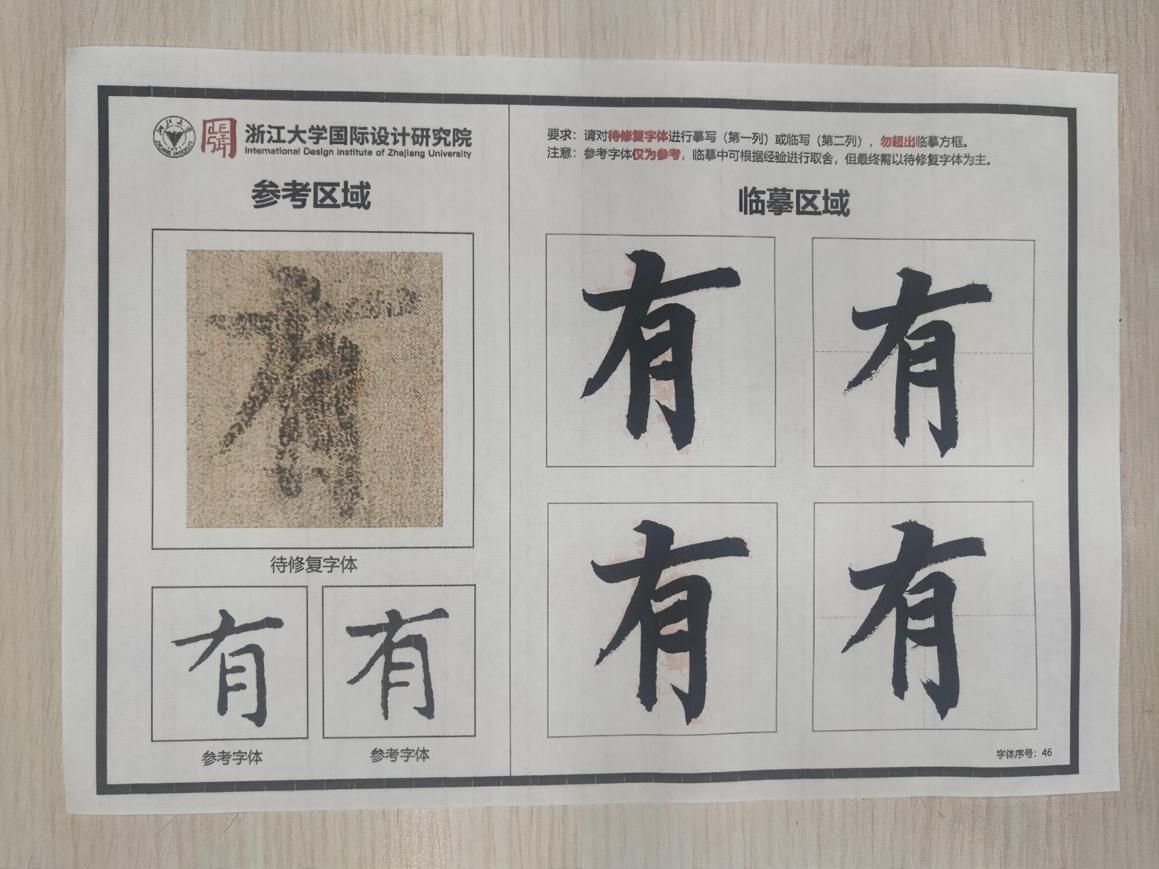 浙江大学国际设计研究院
International Design Institute of Zhejiang University
参考区域
有
待修复字体
有 有
参考字体 参考字体
要求：请对待修复字体进行摹写（第一列）或临写（第二列），勿超出临摹方框。
注意：参考字体仅为参考，临摹中可根据经验进行取舍，但最终需以待修复字体为主。
临摹区域
有 有
有 有
字体序号：46